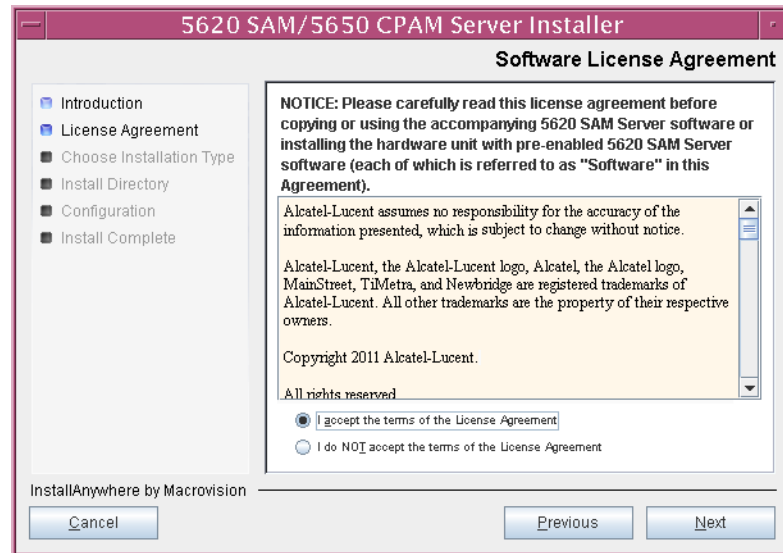 5620 SAM/5650 CPAM Server Installer
Software License Agreement
Introduction
License Agreement
Choose Installation Type
Install Directory
Configuration
Install Complete
NOTICE: Please carefully read this license agreement before
copying or using the accompanying 5620 SAM Server software or
installing the hardware unit with pre-enabled 5620 SAM Server
software (each of which is referred to as "Software" in this
Agreement).
Alcatel-Lucent assumes no responsibility for the accuracy of the
information presented, which is subject to change without notice.
Alcatel-Lucent, the Alcatel-Lucent logo, Alcatel, the Alcatel logo,
MainStreet, TiMetra, and Newbridge are registered trademarks of
Alcatel-Lucent. All other trademarks are the property of their respective
owners.
Copyright 2011 Alcatel-Lucent.
All rights reserved
I accept the terms of the License Agreement
I do NOT accept the terms of the License Agreement
InstallAnywhere by Macrovision
Cancel
Previous
Next